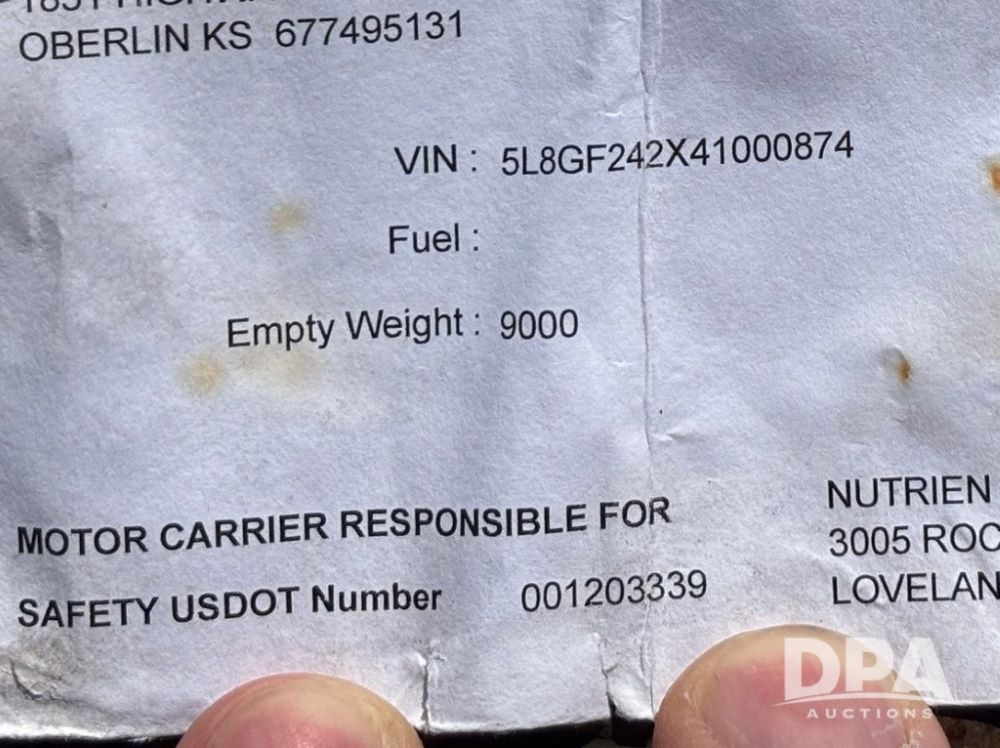 OBERLIN KS 677495131
VIN : 5L8GF242X41000874
Fuel :
Empty Weight : 9000
MOTOR CARRIER RESPONSIBLE FOR
SAFETY USDOT Number 001203339
NUTRIEN
3005 ROC
LOVELAN
DPA
AUCTIONS